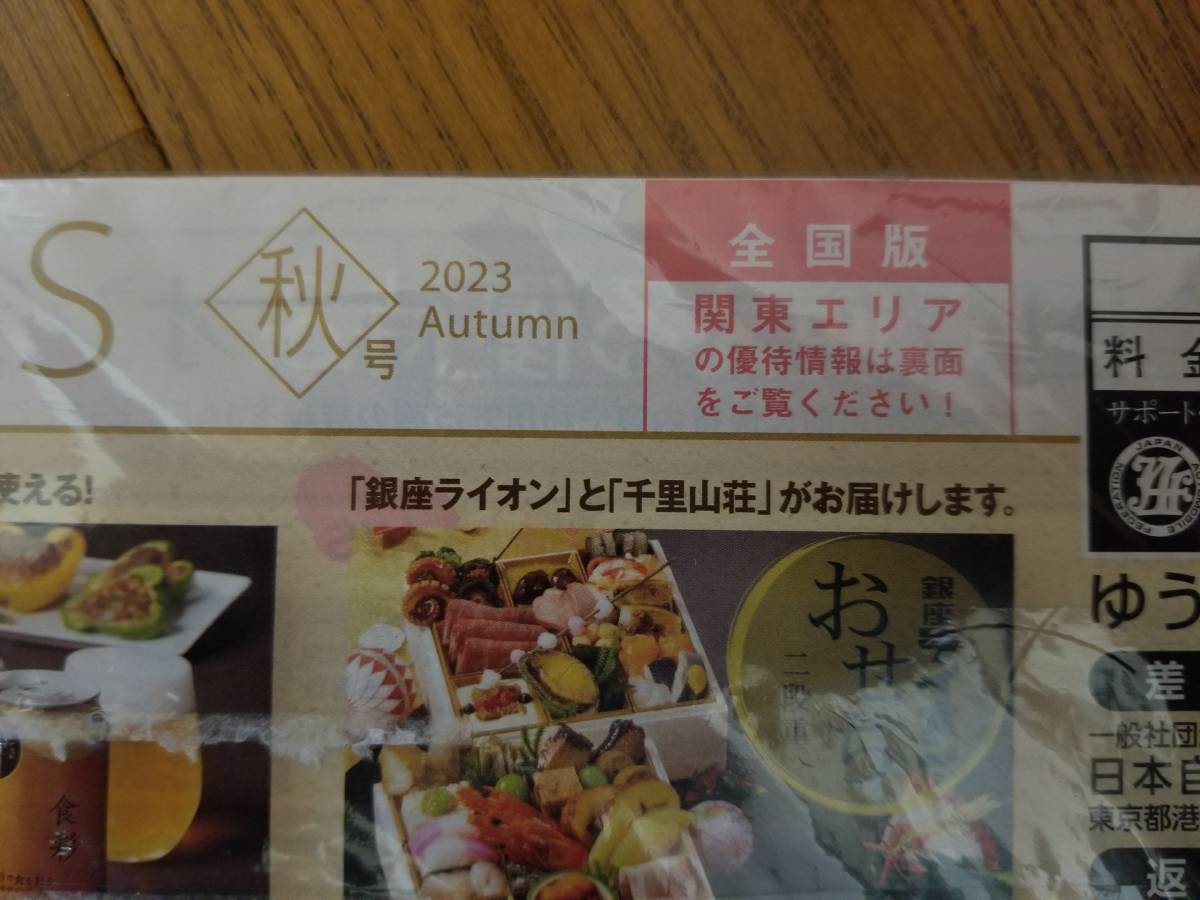 S
秋号
2023
Autumn
全国版
関東エリア
の優待情報は裏面
をご覧ください！
料金
サポート
JAPAN AUTOMOBILE FEDERATION
使える!
「銀座ライオン」と「千里山荘」がお届けします。
銀座
おせ
二段重
食彩
ゆう
差
一般社団
日本自
東京都港
返